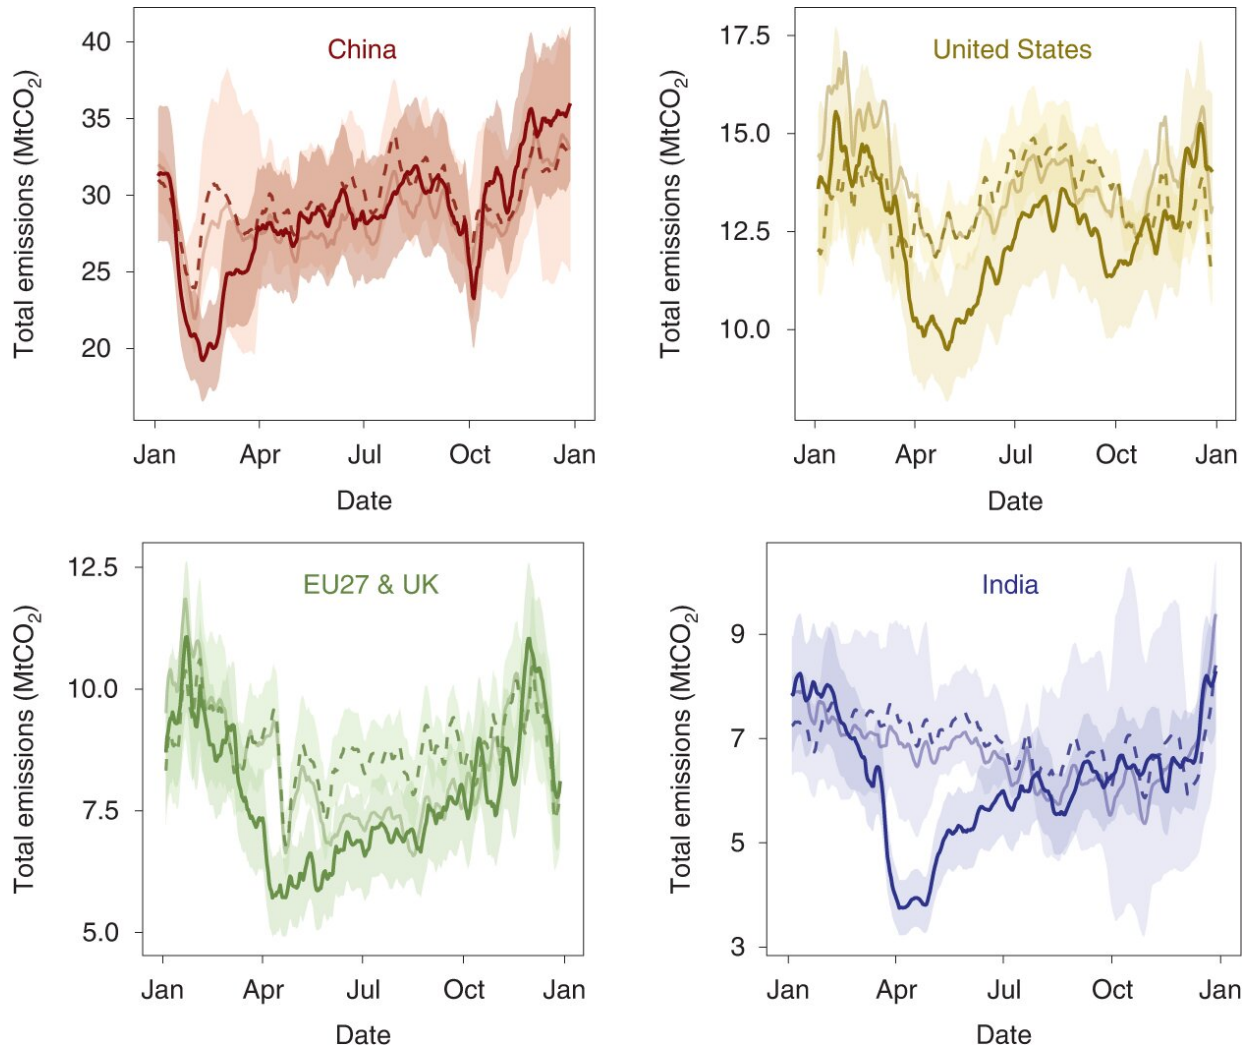 China
Total emissions (MtCO₂)
40
35
30
25
20
Jan Apr Jul Oct Jan
Date
United States
Total emissions (MtCO₂)
17.5
15.0
12.5
10.0
Jan Apr Jul Oct Jan
Date
EU27 & UK
Total emissions (MtCO₂)
12.5
10.0
7.5
5.0
Jan Apr Jul Oct Jan
Date
India
Total emissions (MtCO₂)
9
7
5
3
Jan Apr Jul Oct Jan
Date